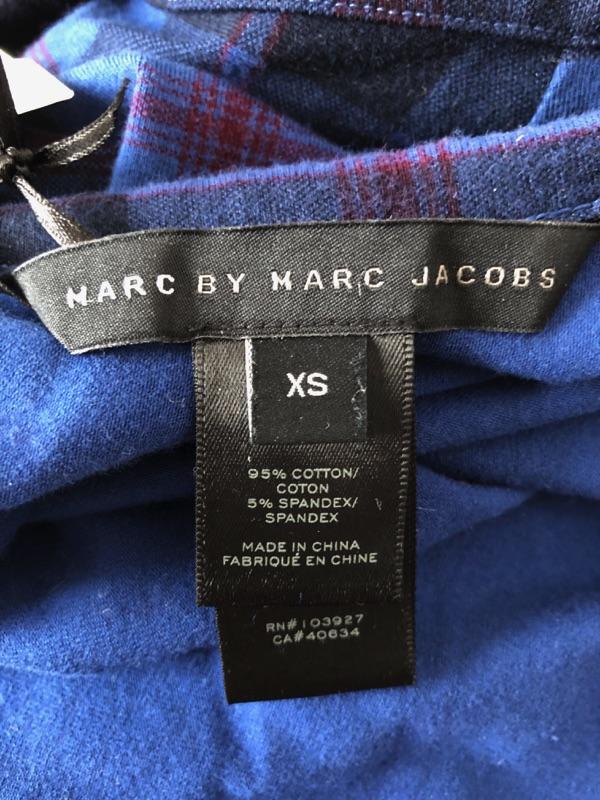 MARC BY MARC JACOBS
XS
95% COTTON/
COTON
5% SPANDEX/
SPANDEX
MADE IN CHINA
FABRIQUÉ EN CHINE
RN#103927
CA#40634